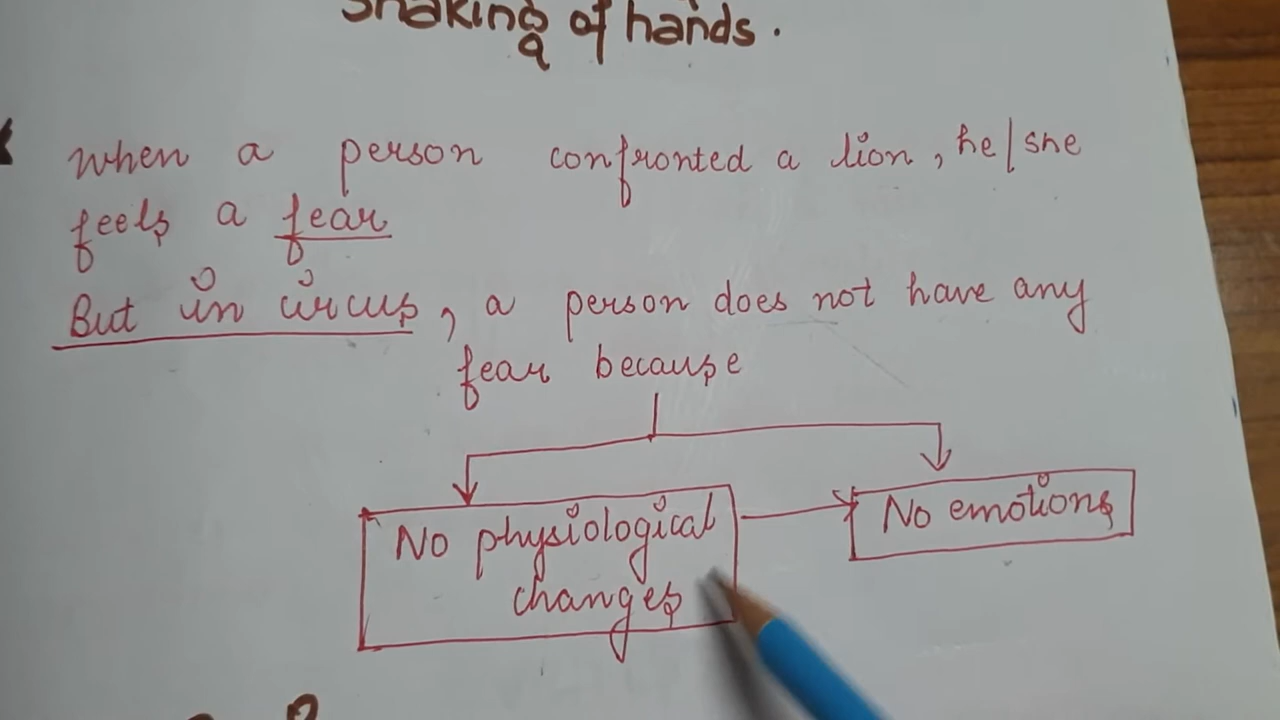 Shaking of hands.
When a person confronted a lion, he/she
feels a fear
But in circus, a person does not have any
fear because
No physiological
changes
No emotions